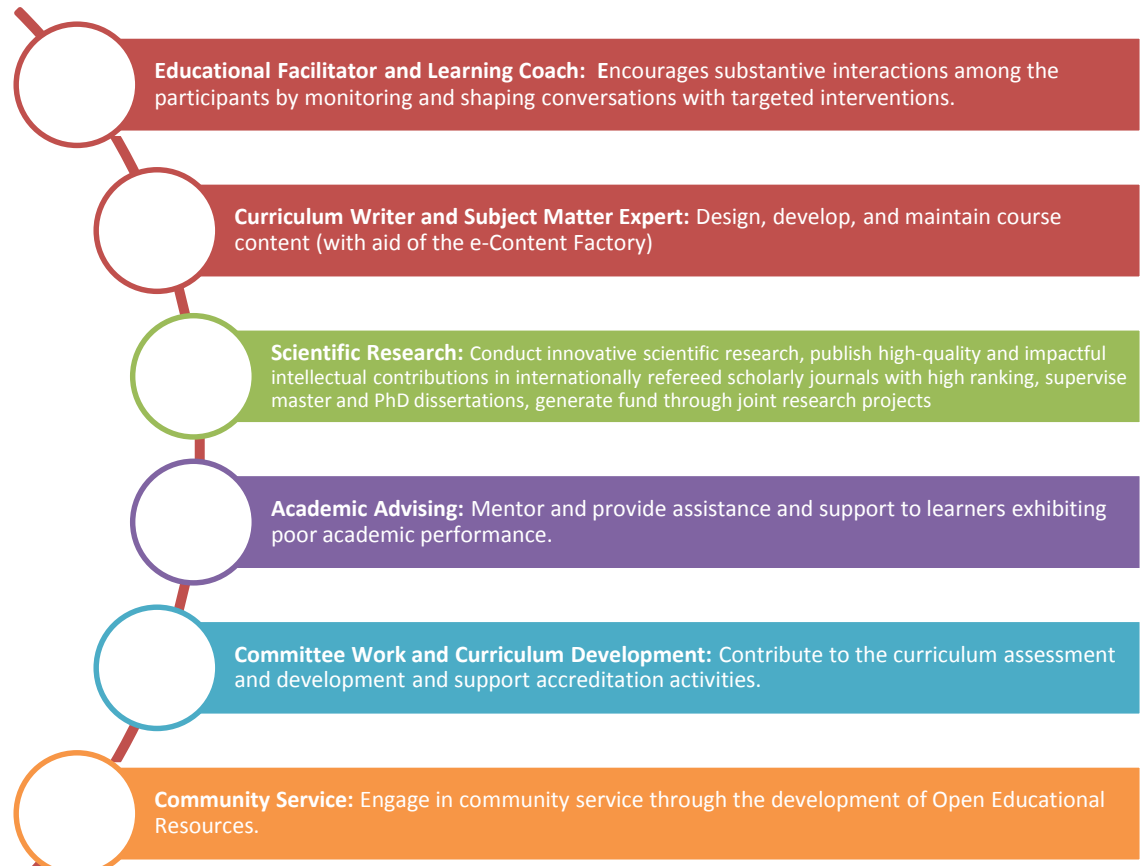 Educational Facilitator and Learning Coach: Encourages substantive interactions among the
participants by monitoring and shaping conversations with targeted interventions.
Curriculum Writer and Subject Matter Expert: Design, develop, and maintain course
content (with aid of the e-Content Factory)
Scientific Research: Conduct innovative scientific research, publish high-quality and impactful
intellectual contributions in internationally refereed scholarly journals with high ranking, supervise
master and PhD dissertations, generate fund through joint research projects
Academic Advising: Mentor and provide assistance and support to learners exhibiting
poor academic performance.
Committee Work and Curriculum Development: Contribute to the curriculum assessment
and development and support accreditation activities.
Community Service: Engage in community service through the development of Open Educational
Resources.